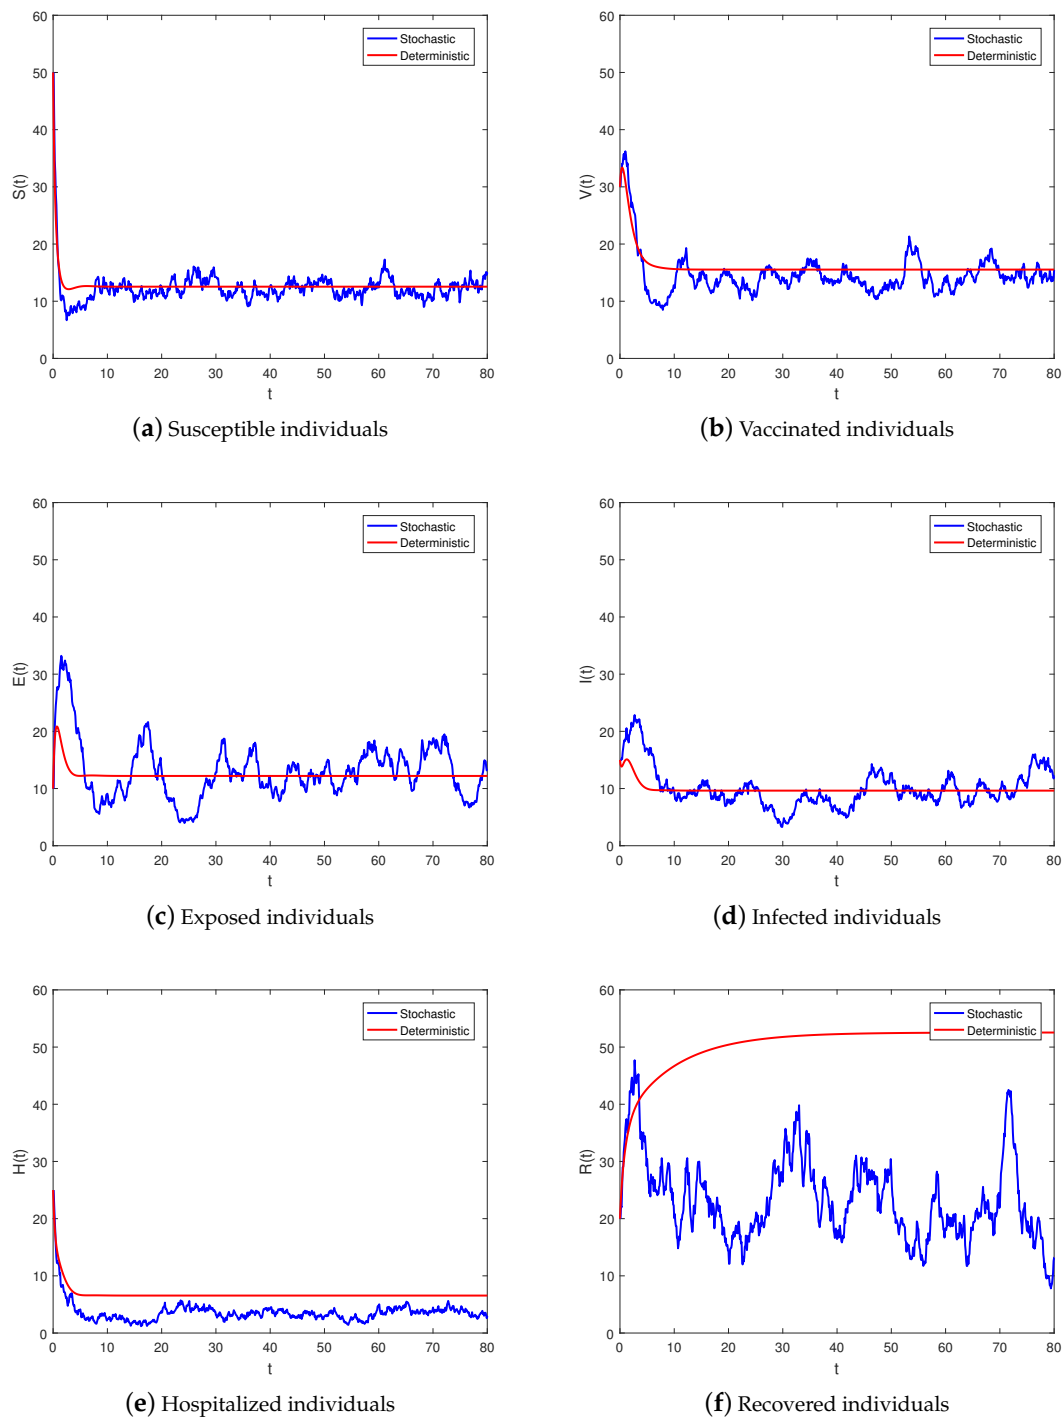 60
50
40
30
20
10
0
S(t)
0 10 20 30 40 50 60 70 80
t
Stochastic
Deterministic
(a) Susceptible individuals
60
50
40
30
20
10
0
V(t)
0 10 20 30 40 50 60 70 80
t
Stochastic
Deterministic
(b) Vaccinated individuals
60
50
40
30
20
10
0
E(t)
0 10 20 30 40 50 60 70 80
t
Stochastic
Deterministic
(c) Exposed individuals
60
50
40
30
20
10
0
I(t)
0 10 20 30 40 50 60 70 80
t
Stochastic
Deterministic
(d) Infected individuals
60
50
40
30
20
10
0
H(t)
0 10 20 30 40 50 60 70 80
t
Stochastic
Deterministic
(e) Hospitalized individuals
60
50
40
30
20
10
0
R(t)
0 10 20 30 40 50 60 70 80
t
Stochastic
Deterministic
(f) Recovered individuals